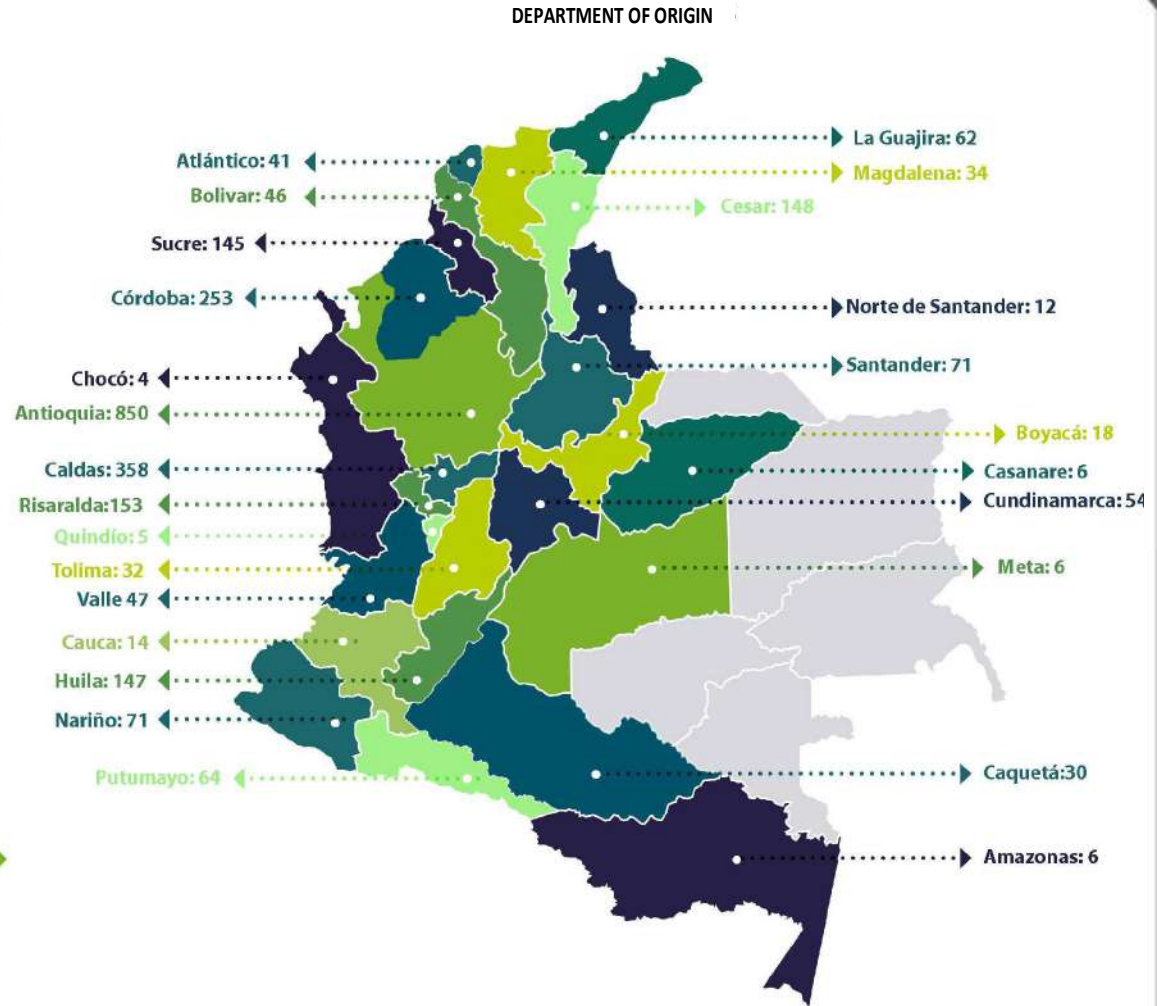 DEPARTMENT OF ORIGIN
La Guajira: 62
Atlántico: 41
Magdalena: 34
Bolivar: 46
Cesar: 148
Sucre: 145
Córdoba: 253
Norte de Santander: 12
Santander: 71
Chocó: 4
Antioquia: 850
Boyacá: 18
Caldas: 358
Casanare: 6
Risaralda:153
Cundinamarca: 54
Quindío: 5
Tolima: 32
Meta: 6
Valle 47
Cauca: 14
Huila: 147
Nariño: 71
Putumayo: 64
Caquetá:30
Amazonas: 6